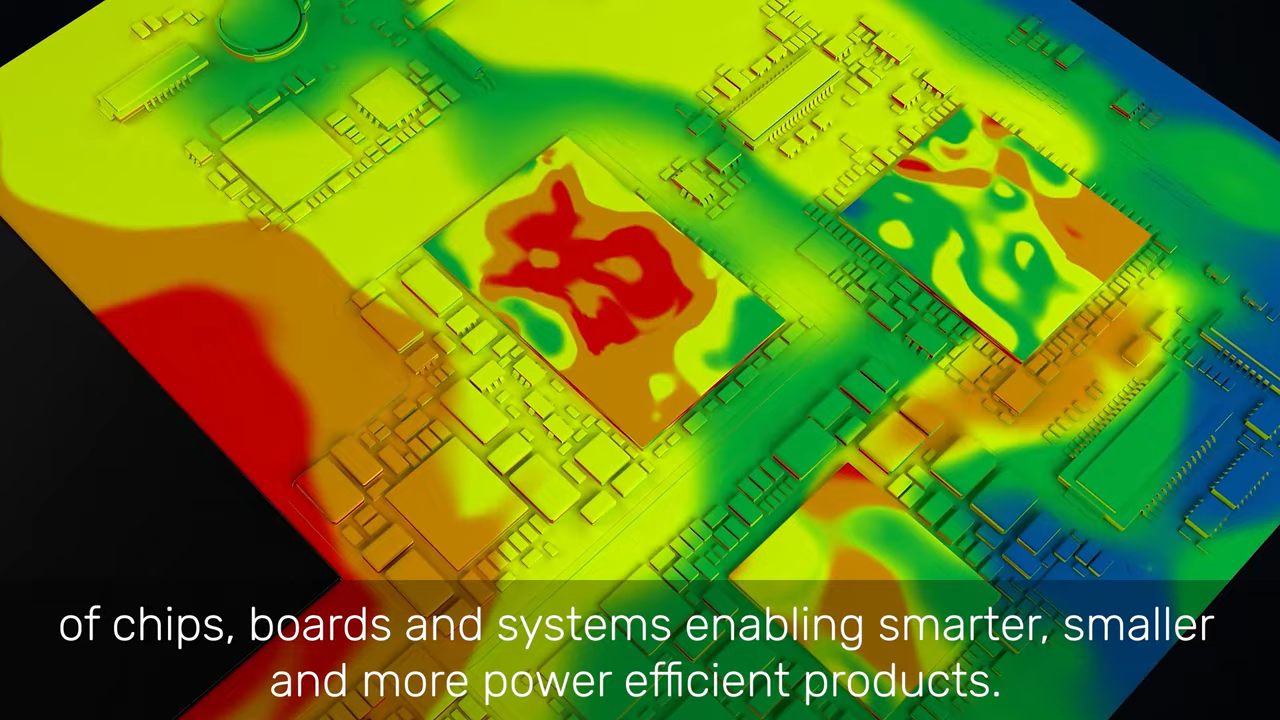 of chips, boards and systems enabling smarter, smaller
and more power efficient products.